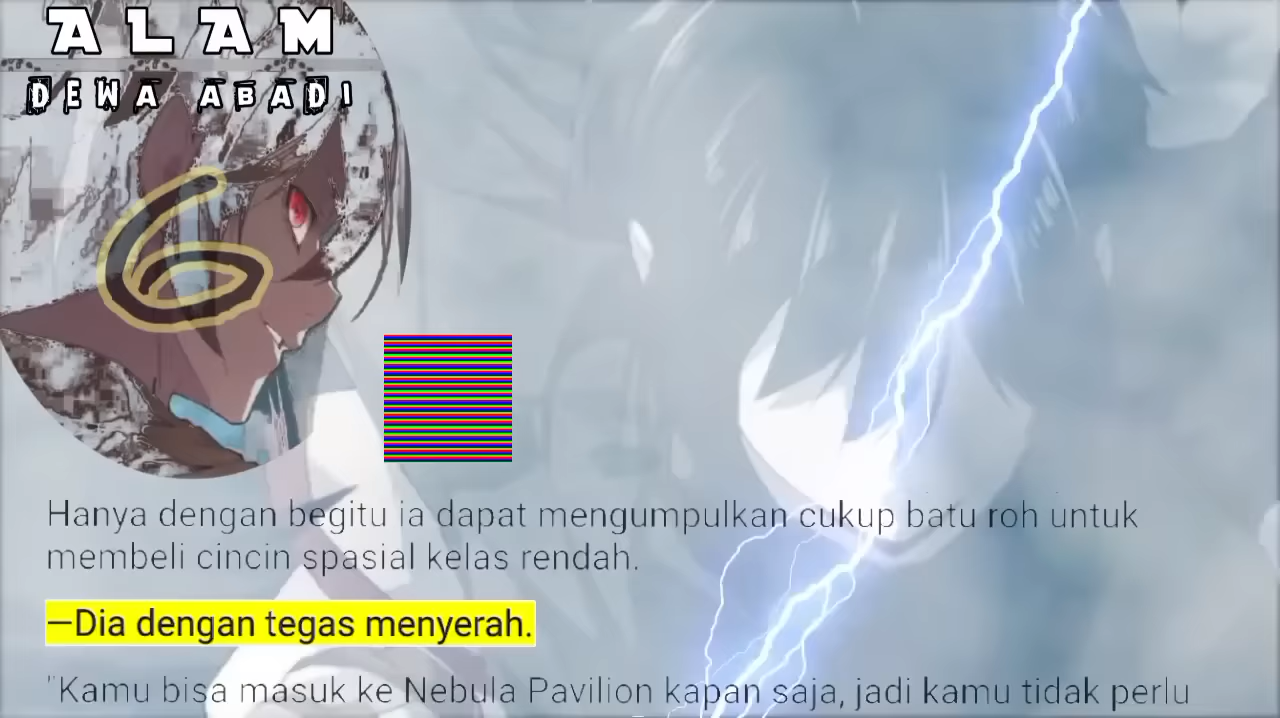 ALAM
DEWA ABADI
6
Hanya dengan begitu ia dapat mengumpulkan cukup batu roh untuk
membeli cincin spasial kelas rendah.
—Dia dengan tegas menyerah.
"Kamu bisa masuk ke Nebula Pavilion kapan saja, jadi kamu tidak perlu